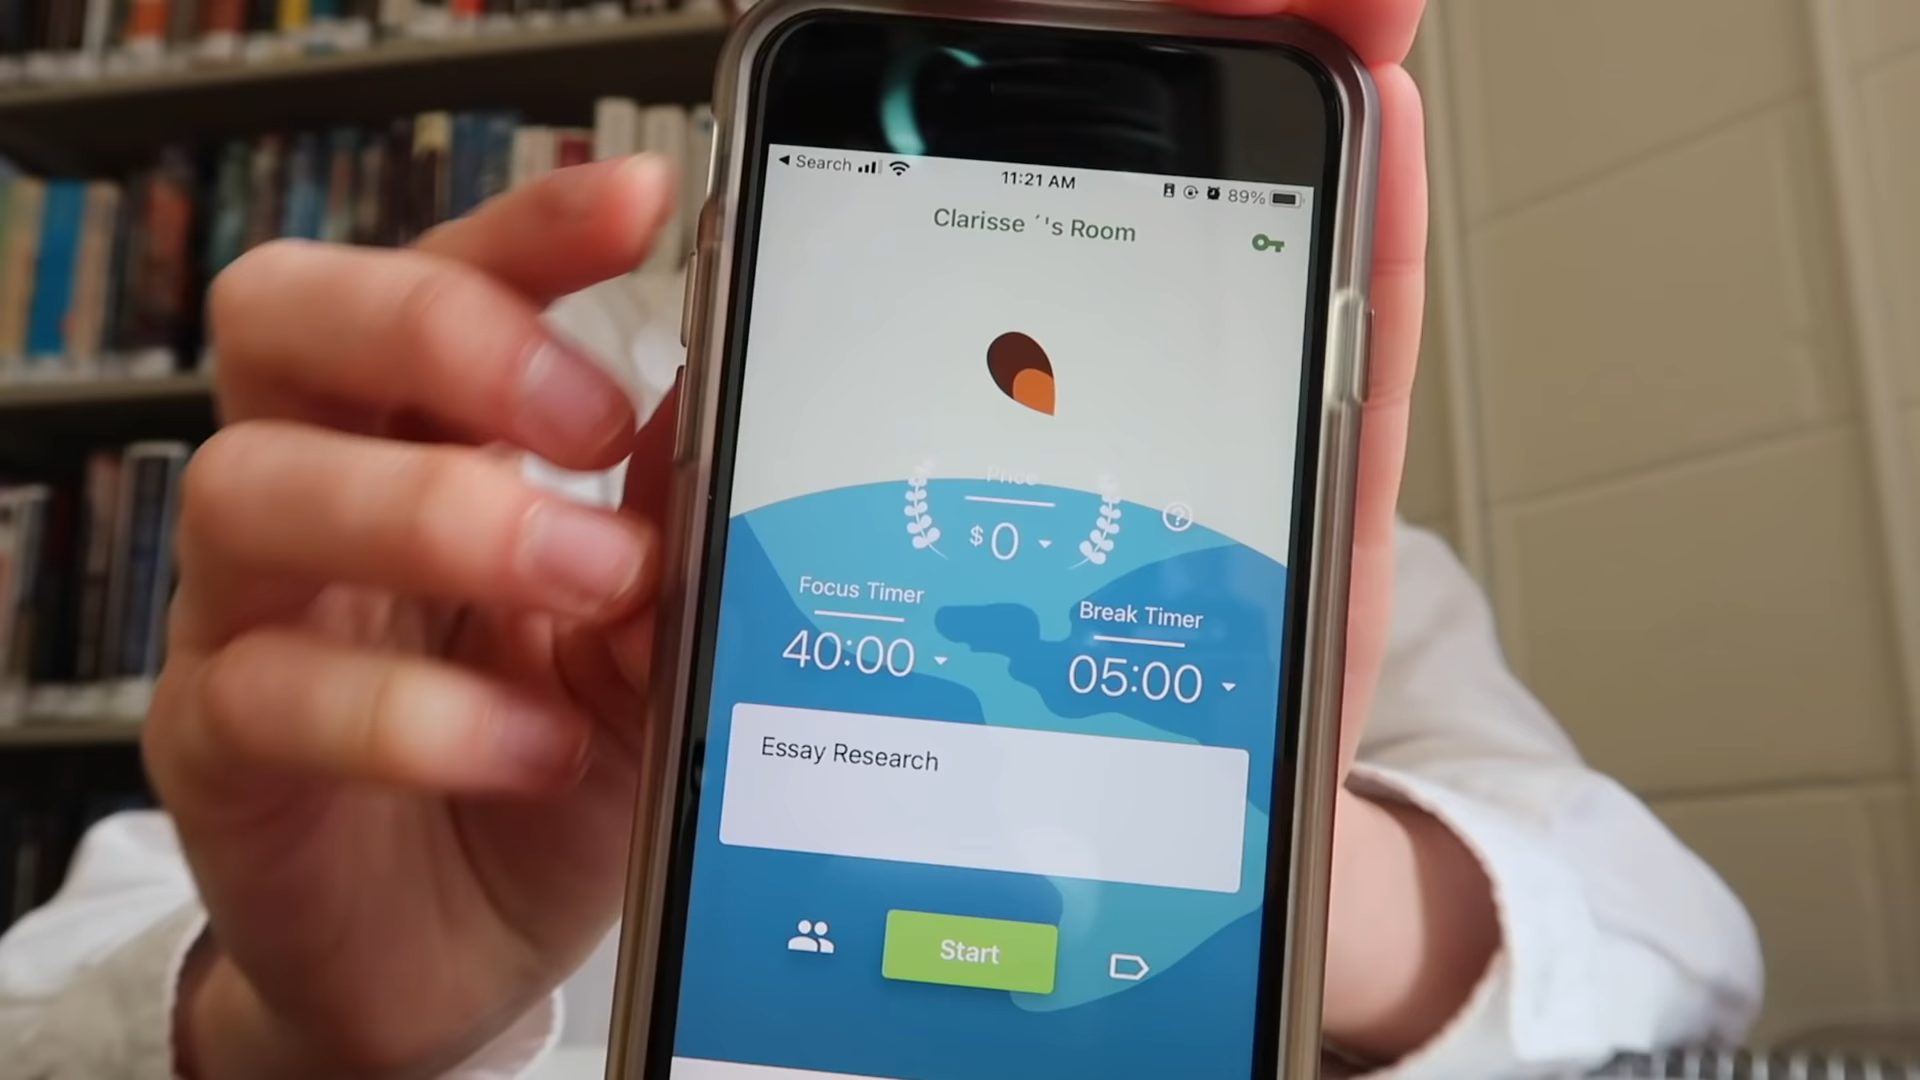 Search
11:21 AM
89%
Clarisse ´'s Room
Price
$0
Focus Timer
Break Timer
40:00
05:00
Essay Research
Start